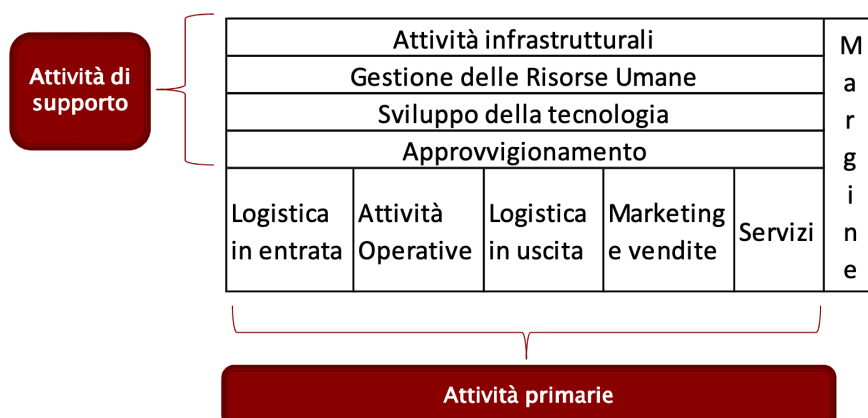 Attività di
supporto
Attività infrastrutturali
Gestione delle Risorse Umane
Sviluppo della tecnologia
Approvvigionamento
Logistica
in entrata
Attività
Operative
Logistica
in uscita
Marketing
e vendite
Servizi
M
a
r
g
i
n
e
Attività primarie